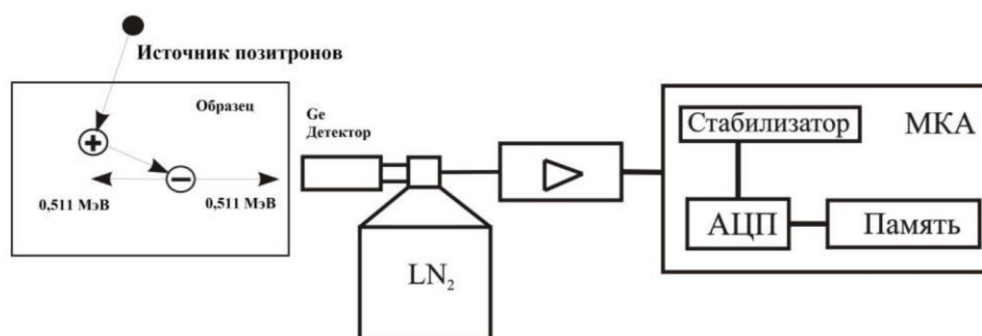 Источник позитронов
Образец
Ge
Детектор
+
−
0,511 МэВ
0,511 МэВ
LN₂
МКА
Стабилизатор
АЦП
Память